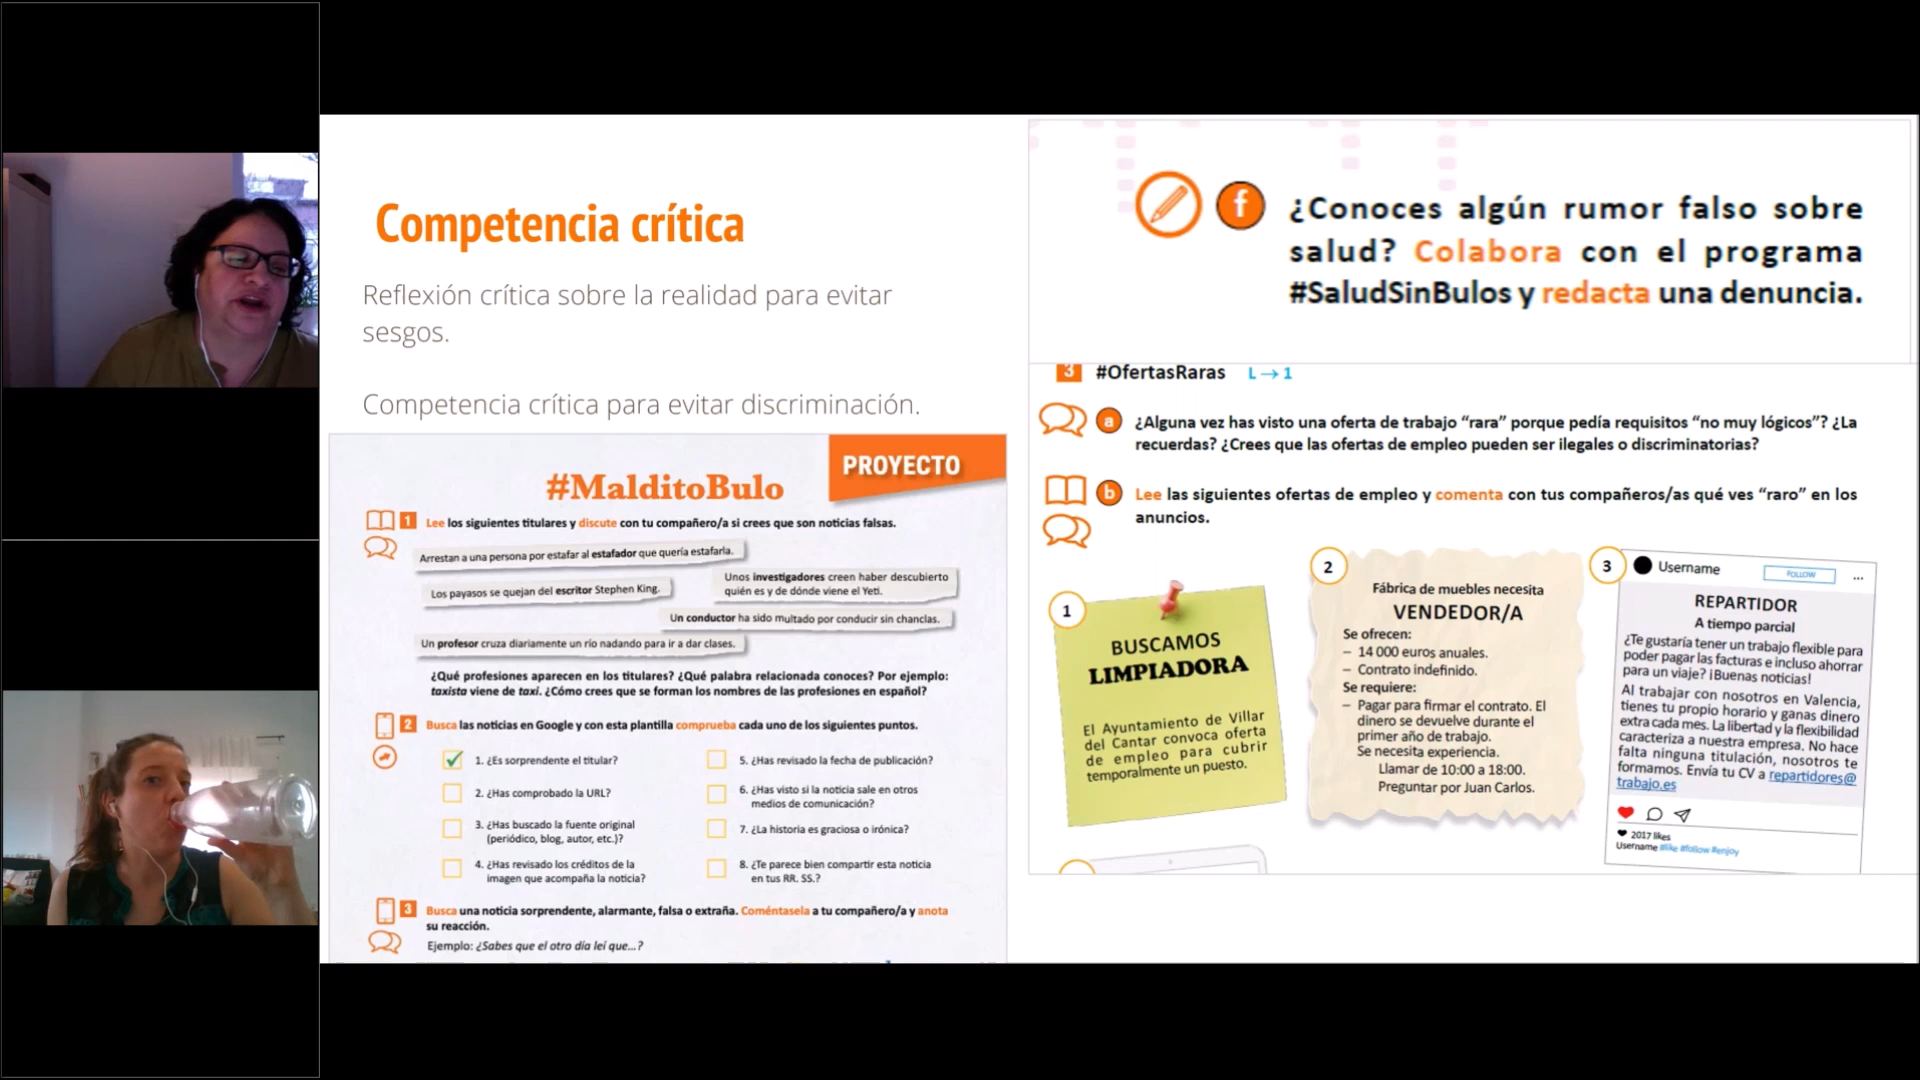 Competencia crítica
Reflexión crítica sobre la realidad para evitar
sesgos.
Competencia crítica para evitar discriminación.
PROYECTO
#MalditoBulo
1 Lee los siguientes titulares y discute con tu compañero/a si crees que son noticias falsas.
Arrestan a una persona por estafar al estafador que quería estafarla.
Unos investigadores creen haber descubierto
quién es y de dónde viene el Yeti.
Los payasos se quejan del escritor Stephen King.
Un conductor ha sido multado por conducir sin chanclas.
Un profesor cruza diariamente un río nadando para ir a dar clases.
¿Qué profesiones aparecen en los titulares? ¿Qué palabra relacionada conoces? Por ejemplo:
taxista viene de taxi. ¿Cómo crees que se forman los nombres de las profesiones en español?
2 Busca las noticias en Google y con esta plantilla comprueba cada uno de los siguientes puntos.
1. ¿Es sorprendente el titular?
2. ¿Has comprobado la URL?
3. ¿Has buscado la fuente original
(periódico, blog, autor, etc.)?
4. ¿Has revisado los créditos de la
imagen que acompaña la noticia?
5. ¿Has revisado la fecha de publicación?
6. ¿Has visto si la noticia sale en otros
medios de comunicación?
7. ¿La historia es graciosa o irónica?
8. ¿Te parece bien compartir esta noticia
en tus RR. SS.?
3 Busca una noticia sorprendente, alarmante, falsa o extraña. Coméntasela a tu compañero/a y anota
su reacción.
Ejemplo: ¿Sabes que el otro día leí que...?
f ¿Conoces algún rumor falso sobre
salud? Colabora con el programa
#SaludSinBulos y redacta una denuncia.
3 #OfertasRaras L → 1
a ¿Alguna vez has visto una oferta de trabajo “rara” porque pedía requisitos “no muy lógicos”? ¿La
recuerdas? ¿Crees que las ofertas de empleo pueden ser ilegales o discriminatorias?
b Lee las siguientes ofertas de empleo y comenta con tus compañeros/as qué ves “raro” en los
anuncios.
1
BUSCAMOS
LIMPIADORA
El Ayuntamiento de Villar
del Cantar convoca oferta
de empleo para cubrir
temporalmente un puesto.
2
Fábrica de muebles necesita
VENDEDOR/A
Se ofrecen:
– 14 000 euros anuales.
– Contrato indefinido.
Se requiere:
– Pagar para firmar el contrato. El
dinero se devuelve durante el
primer año de trabajo.
Se necesita experiencia.
Llamar de 10:00 a 18:00.
Preguntar por Juan Carlos.
3
Username FOLLOW ...
REPARTIDOR
A tiempo parcial
¿Te gustaría tener un trabajo flexible para
poder pagar las facturas e incluso ahorrar
para un viaje? ¡Buenas noticias!
Al trabajar con nosotros en Valencia,
tienes tu propio horario y ganas dinero
extra cada mes. La libertad y la flexibilidad
caracteriza a nuestra empresa. No hace
falta ninguna titulación, nosotros te
formamos. Envía tu CV a repartidores@
trabajo.es
2017 likes
Username #like #follow #enjoy